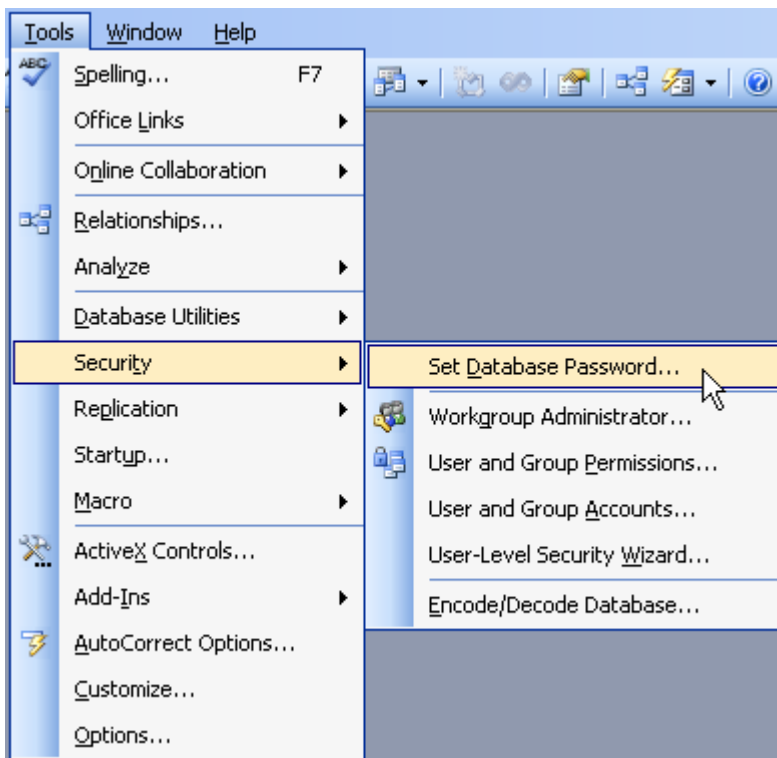 Tools Window Help
ABC
Spelling... F7
Office Links
Online Collaboration
Relationships...
Analyze
Database Utilities
Security
Replication
Startup...
Macro
ActiveX Controls...
Add-Ins
AutoCorrect Options...
Customize...
Options...
Set Database Password...
Workgroup Administrator...
User and Group Permissions...
User and Group Accounts...
User-Level Security Wizard...
Encode/Decode Database...